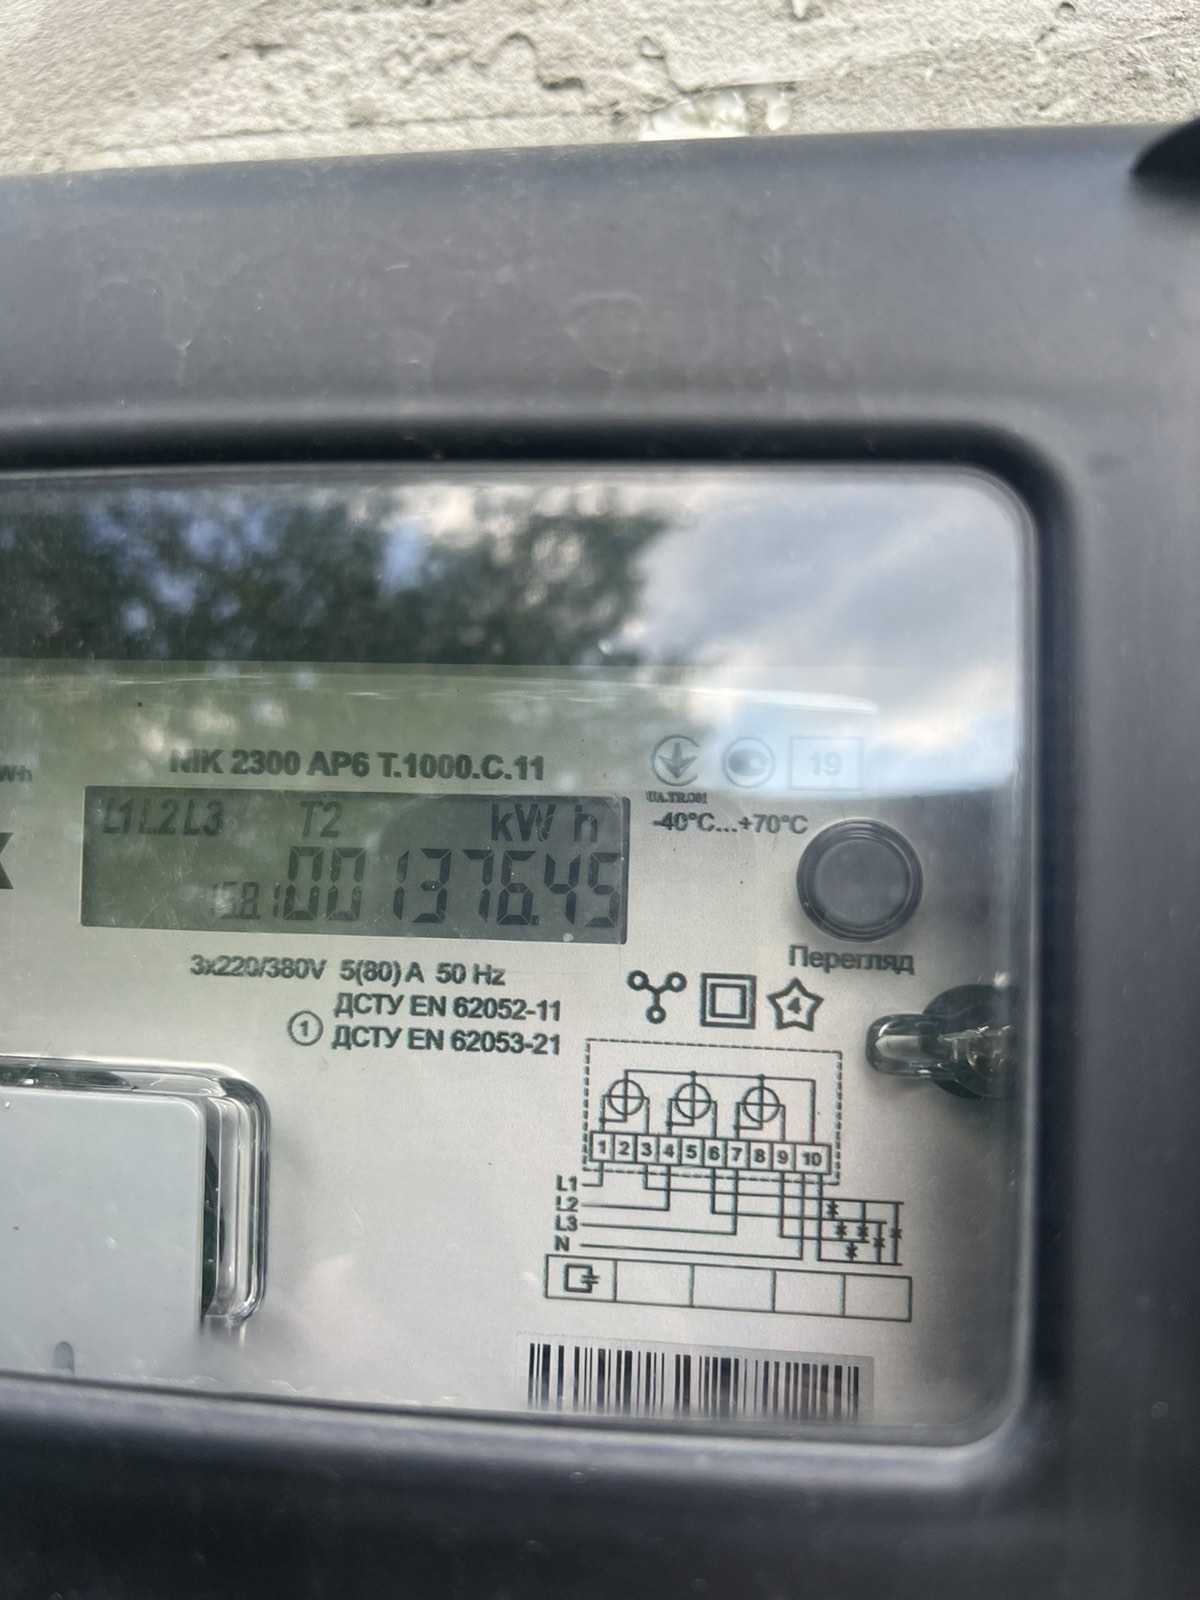 NIK 2300 AP6 T.1000.C.11
19
UA.TR.001
-40°C...+70°C
L1 L2 L3 T2 kW h
15.8.1 00 1376.45
Перегляд
3x220/380V 5(80) A 50 Hz
ДСТУ EN 62052-11
1 ДСТУ EN 62053-21
4
1 2 3 4 5 6 7 8 9 10
L1
L2
L3
N